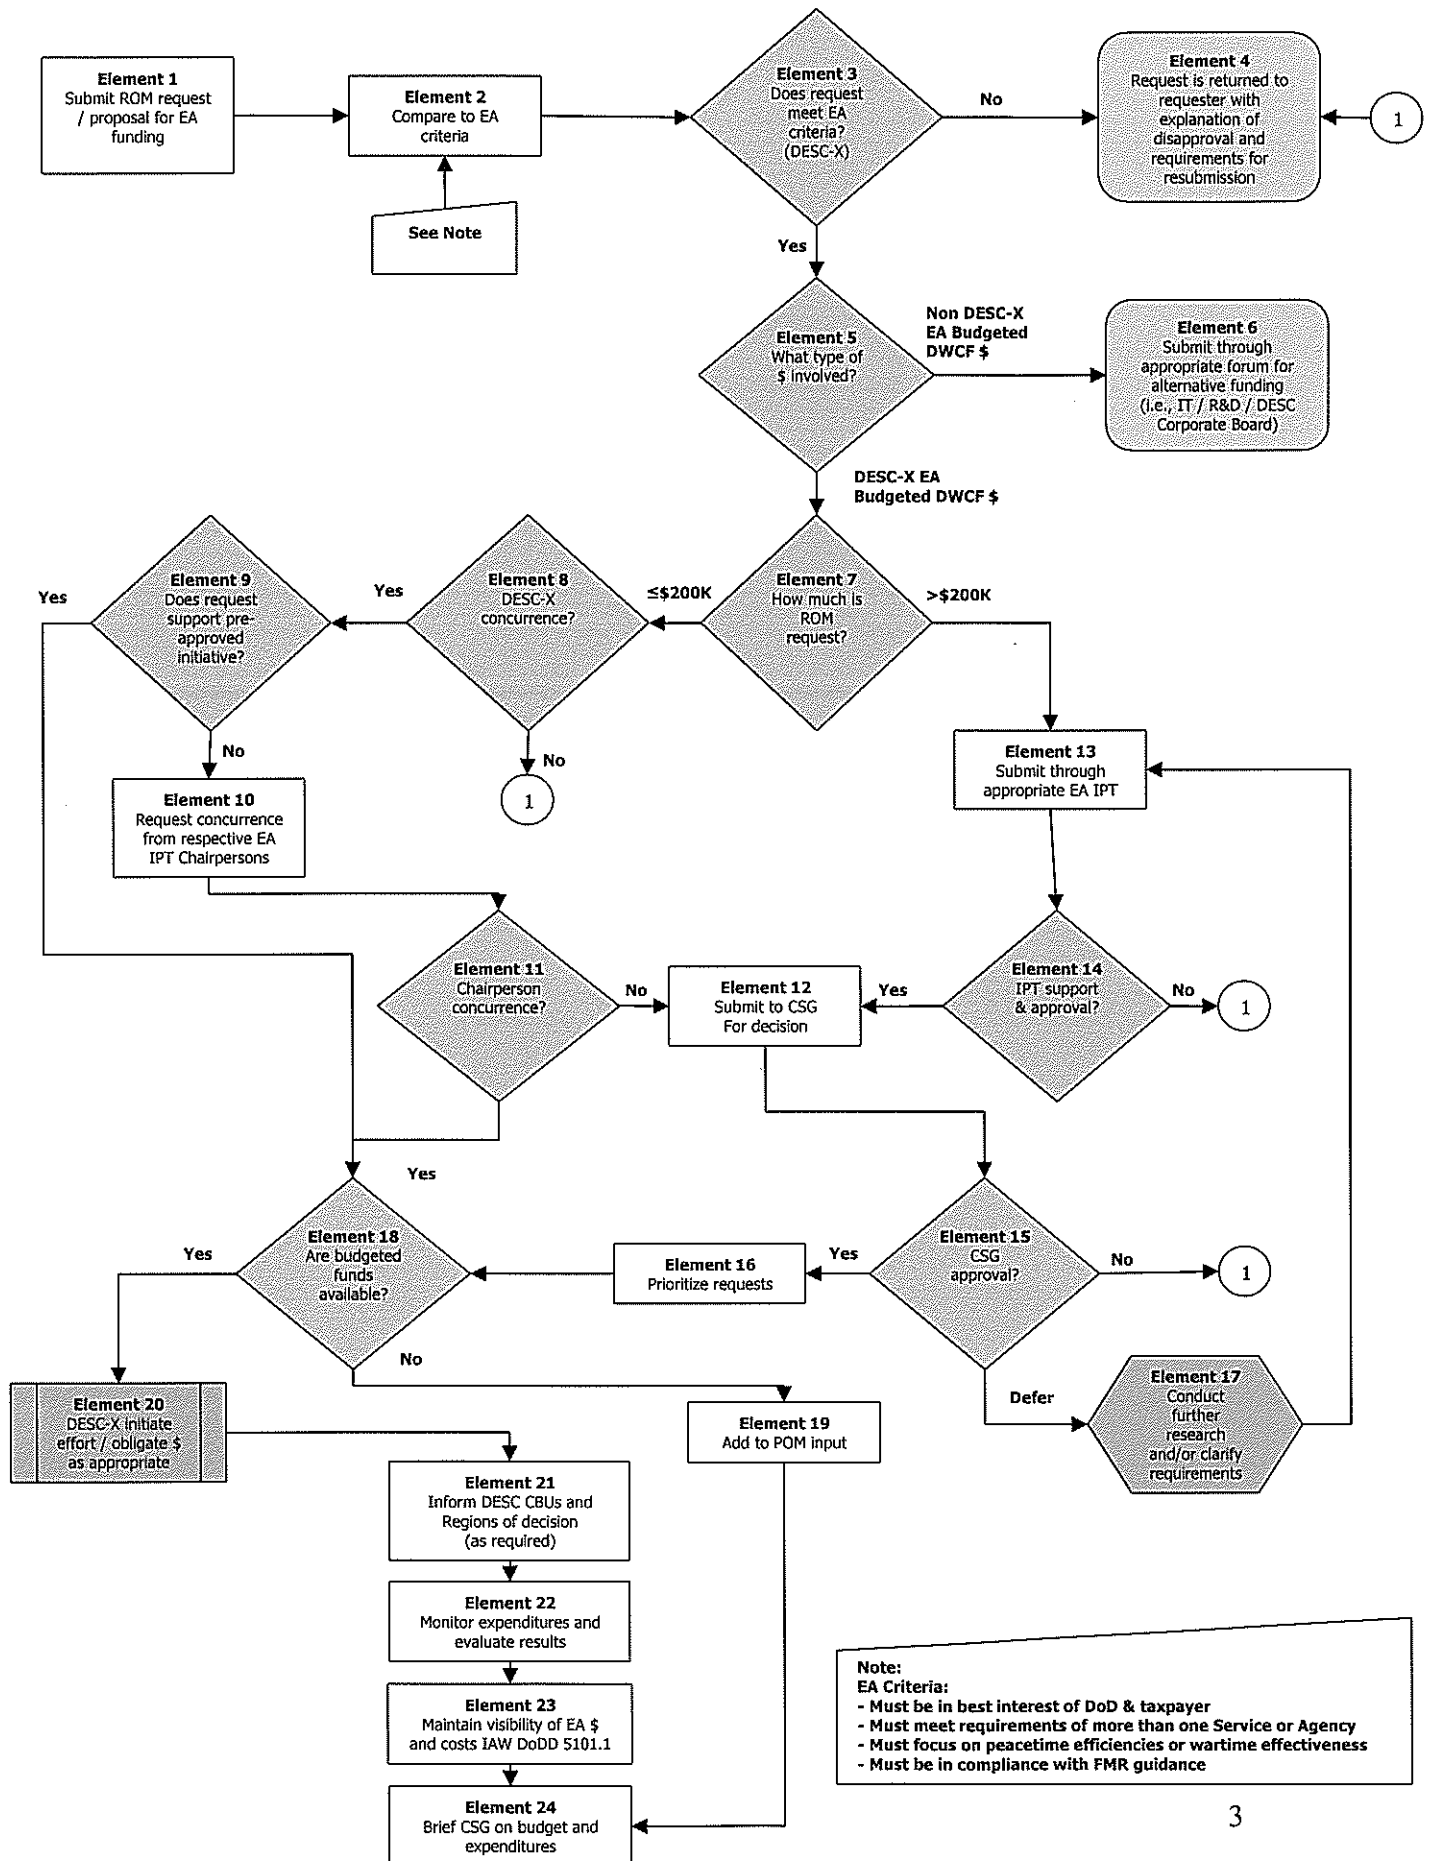 Element 1
Submit ROM request
/ proposal for EA
funding
Element 2
Compare to EA
criteria
See Note
Element 3
Does request
meet EA
criteria?
(DESC-X)
No
Element 4
Request is returned to
requester with
explanation of
disapproval and
requirements for
resubmission
1
Yes
Element 5
What type of
$ involved?
Non DESC-X
EA Budgeted
DWCF $
Element 6
Submit through
appropriate forum for
alternative funding
(i.e., IT / R&D / DESC
Corporate Board)
DESC-X EA
Budgeted DWCF $
Yes
Element 9
Does request
support pre-
approved
initiative?
Yes
Element 8
DESC-X
concurrence?
≤$200K
Element 7
How much is
ROM
request?
>$200K
No
No
1
Element 10
Request concurrence
from respective EA
IPT Chairpersons
Element 13
Submit through
appropriate EA IPT
Element 11
Chairperson
concurrence?
No
Element 12
Submit to CSG
For decision
Yes
Element 14
IPT support
& approval?
No
1
Yes
Yes
Element 18
Are budgeted
funds
available?
Element 16
Prioritize requests
Yes
Element 15
CSG
approval?
No
1
No
Defer
Element 17
Conduct
further
research
and/or clarify
requirements
Element 20
DESC-X initiate
effort / obligate $
as appropriate
Element 19
Add to POM input
Element 21
Inform DESC CBUs and
Regions of decision
(as required)
Element 22
Monitor expenditures and
evaluate results
Element 23
Maintain visibility of EA $
and costs IAW DoDD 5101.1
Element 24
Brief CSG on budget and
expenditures
Note:
EA Criteria:
- Must be in best interest of DoD & taxpayer
- Must meet requirements of more than one Service or Agency
- Must focus on peacetime efficiencies or wartime effectiveness
- Must be in compliance with FMR guidance
3